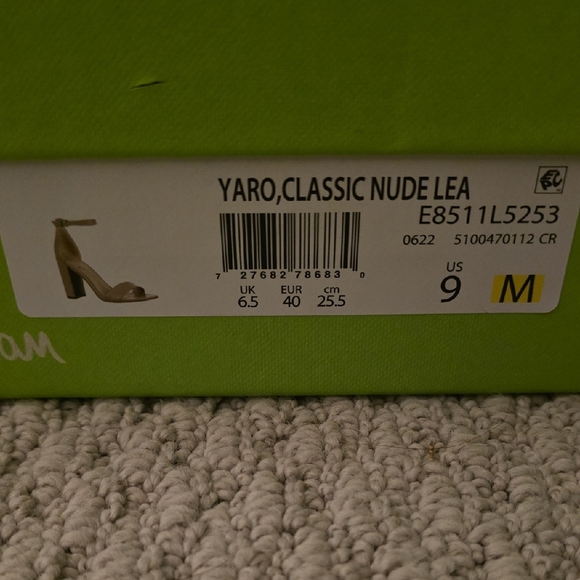 YARO,CLASSIC NUDE LEA
E8511L5253
0622 5100470112 CR
7 27682 78683 0
UK EUR cm
6.5 40 25.5
US
9 M
am